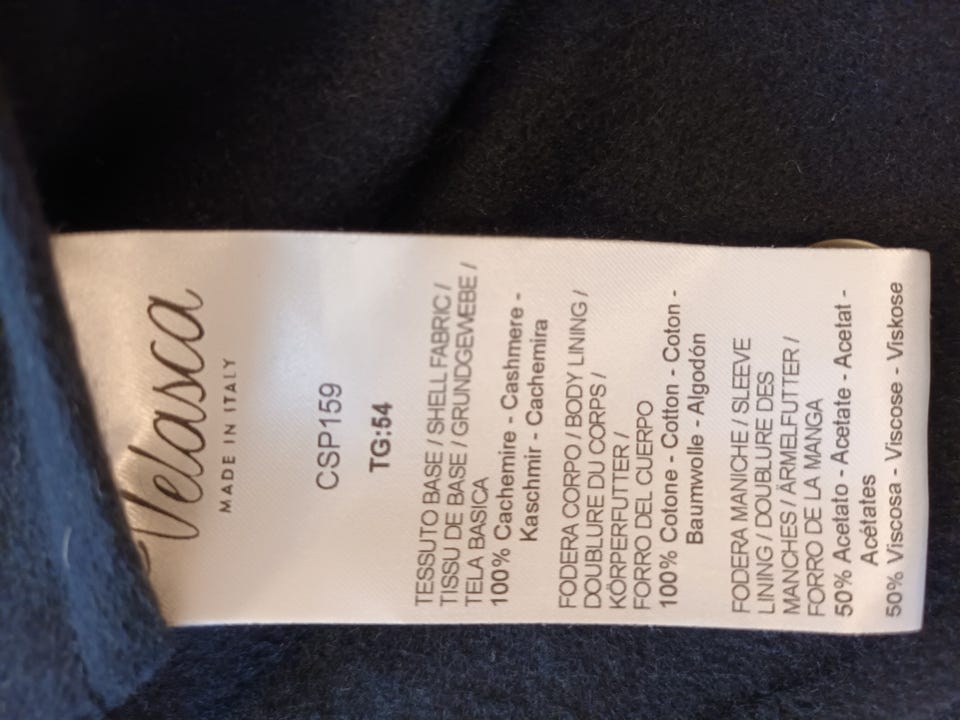 Velasca
MADE IN ITALY
CSP159
TG:54
TESSUTO BASE / SHELL FABRIC /
TISSU DE BASE / GRUNDGEWEBE /
TELA BASICA
100% Cachemire - Cashmere -
Kaschmir - Cachemira
FODERA CORPO / BODY LINING /
DOUBLURE DU CORPS /
KÖRPERFUTTER /
FORRO DEL CUERPO
100% Cotone - Cotton - Coton -
Baumwolle - Algodón
FODERA MANICHE / SLEEVE
LINING / DOUBLURE DES
MANCHES / ÄRMELFUTTER /
FORRO DE LA MANGA
50% Acetato - Acetate - Acetat -
Acétates
50% Viscosa - Viscose - Viskose